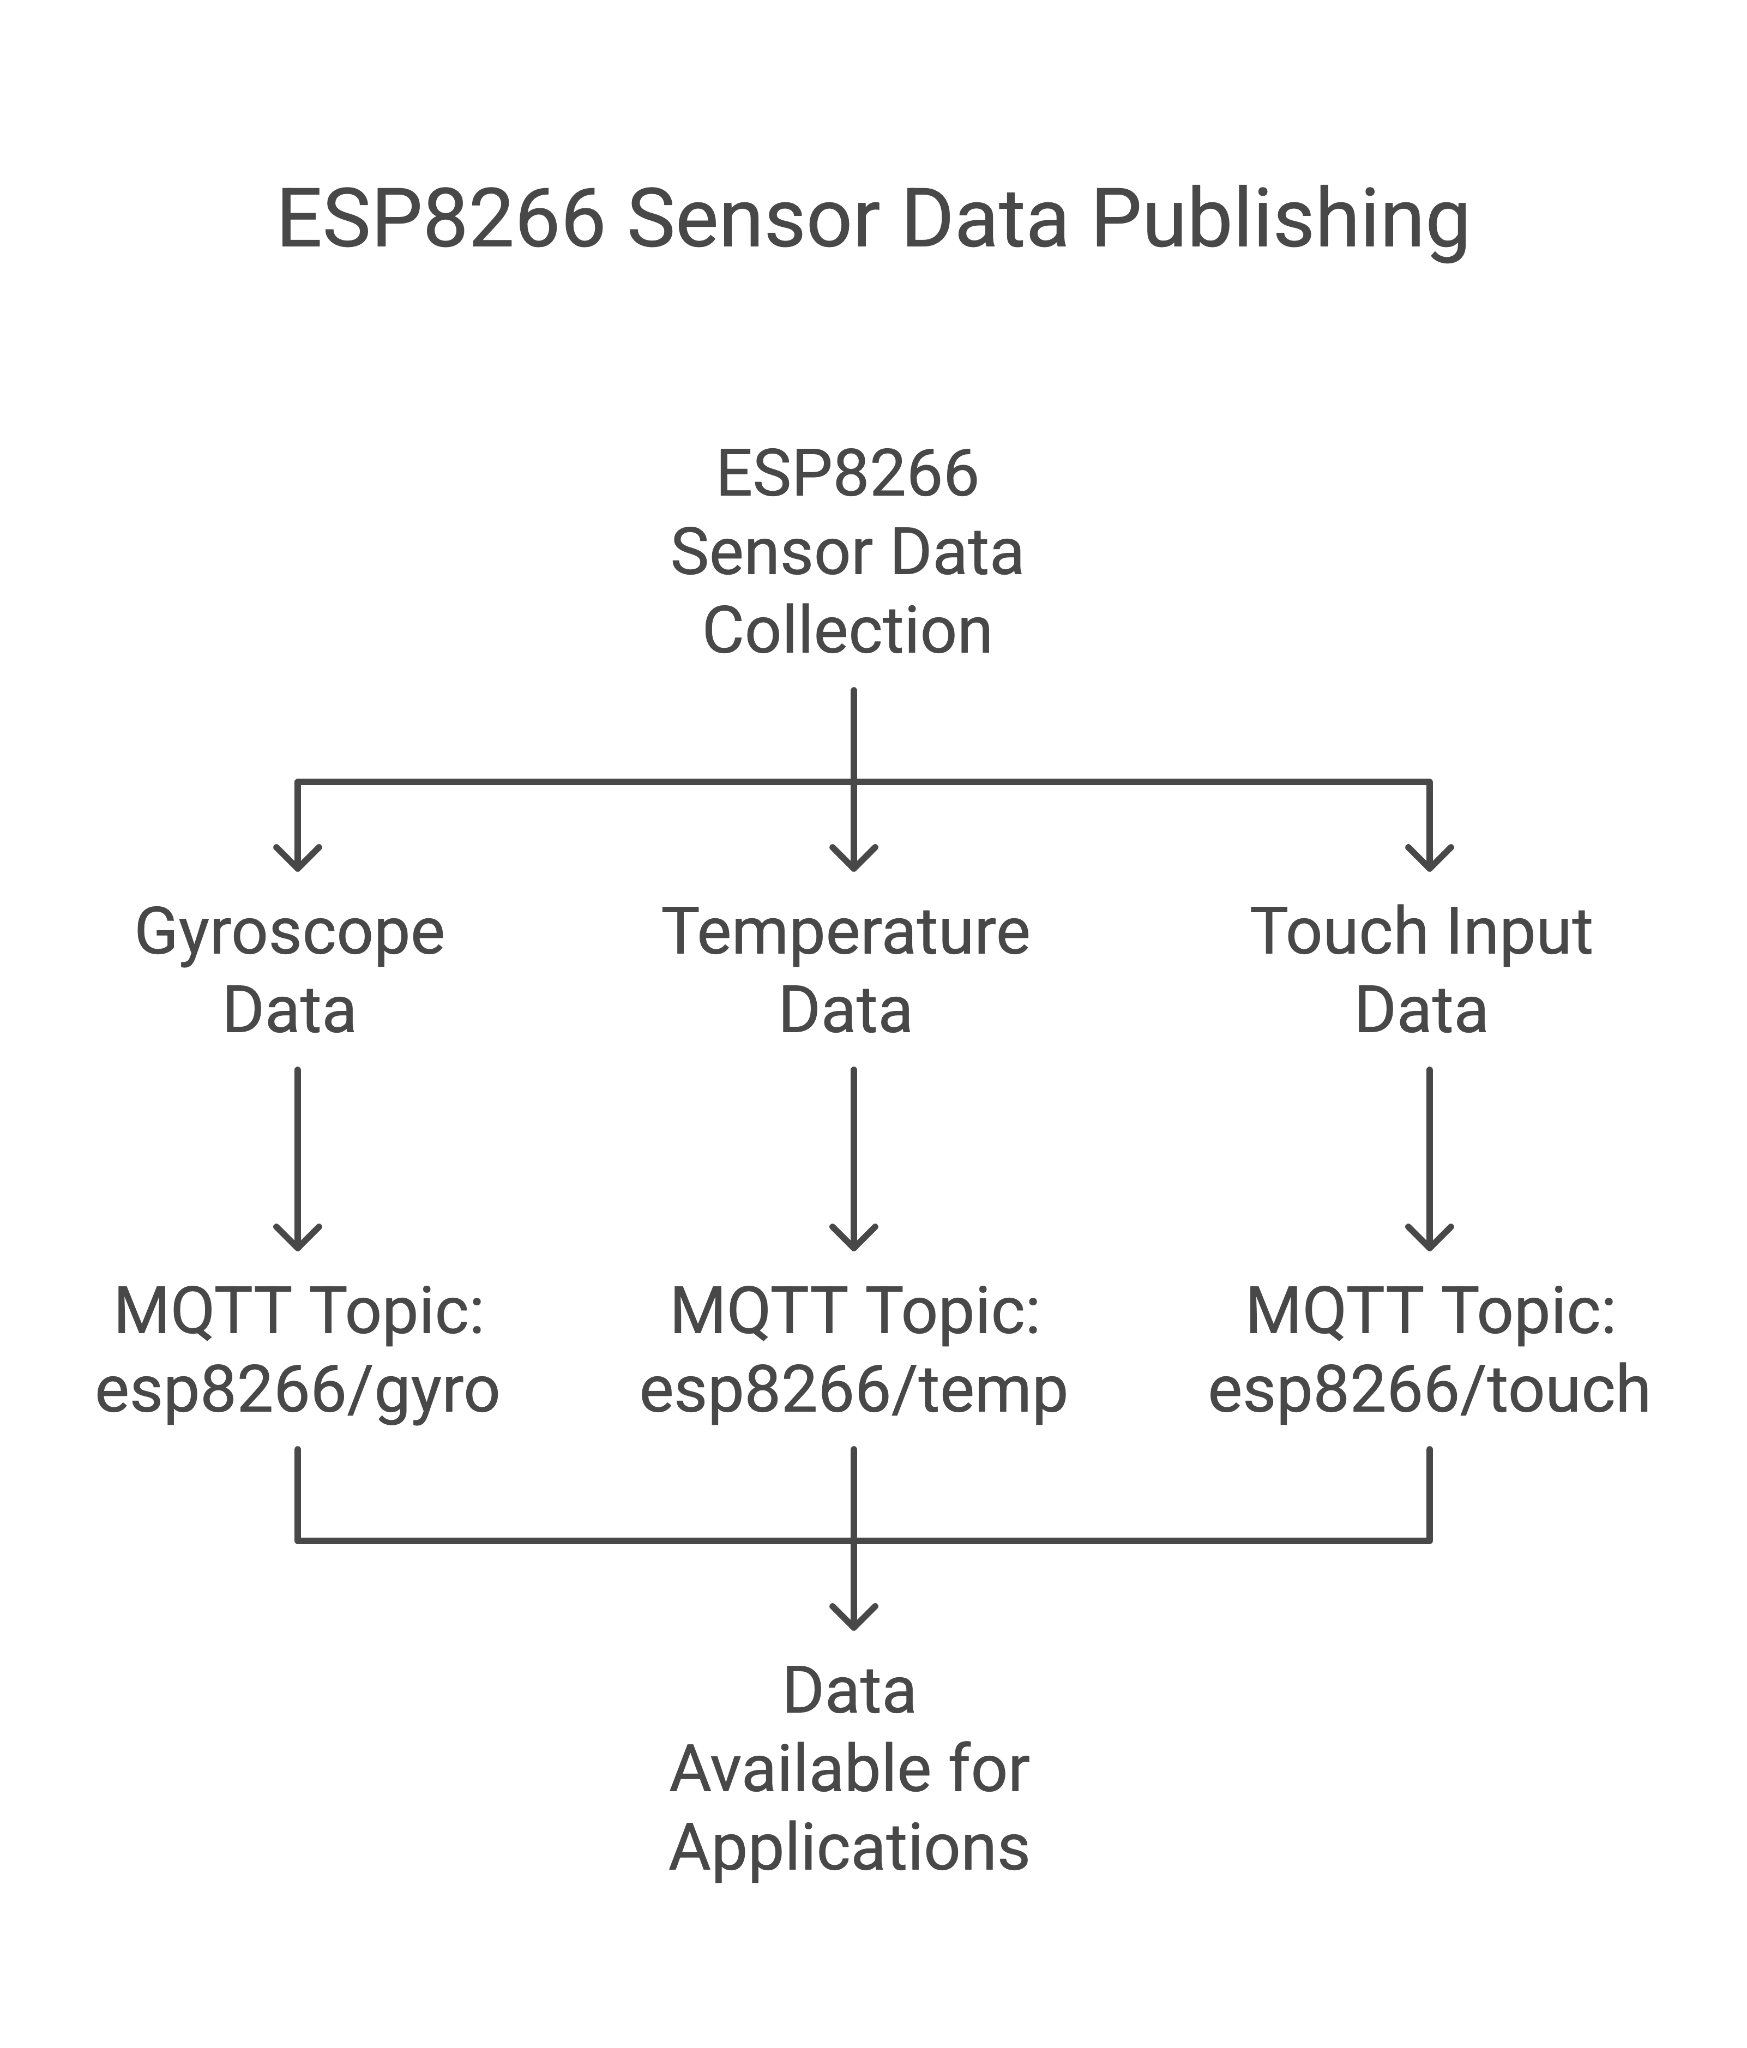 ESP8266 Sensor Data Publishing
ESP8266
Sensor Data
Collection
Gyroscope
Data
Temperature
Data
Touch Input
Data
MQTT Topic:
esp8266/gyro
MQTT Topic:
esp8266/temp
MQTT Topic:
esp8266/touch
Data
Available for
Applications